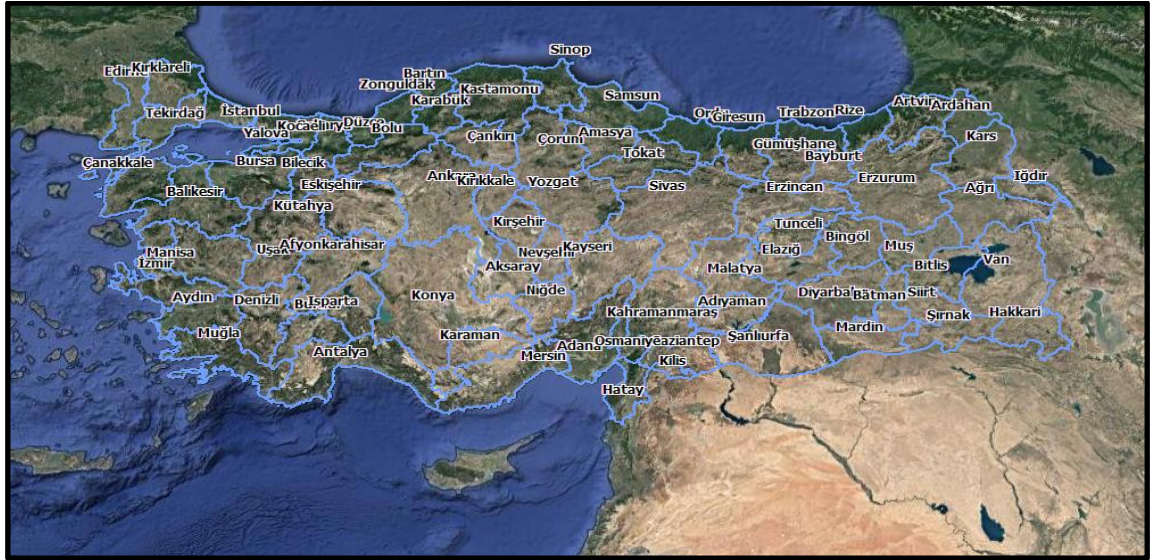 Sinop
Edirne
Kırklareli
Bartın
Zonguldak
Kastamonu
Samsun
Karabük
Tekirdağ
İstanbul
Ordu
Giresun
Trabzon
Rize
Artvin
Ardahan
Düzce
Bolu
Yalova
Çankırı
Çorum
Amasya
Kars
Gümüşhane
Tokat
Bayburt
Çanakkale
Bursa
Bilecik
Balıkesir
Eskişehir
Ankara
Kırıkkale
Yozgat
Sivas
Erzincan
Erzurum
Ağrı
Iğdır
Kütahya
Kırşehir
Tunceli
Manisa
İzmir
Uşak
Afyonkarahisar
Nevşehir
Kayseri
Elazığ
Bingöl
Muş
Bitlis
Van
Aksaray
Malatya
Aydın
Denizli
Isparta
Konya
Niğde
Adıyaman
Diyarbak
Batman
Siirt
Kahramanmaraş
Hakkari
Şırnak
Muğla
Antalya
Karaman
Mersin
Adana
Osmaniye
Gaziantep
Şanlıurfa
Mardin
Kilis
Hatay